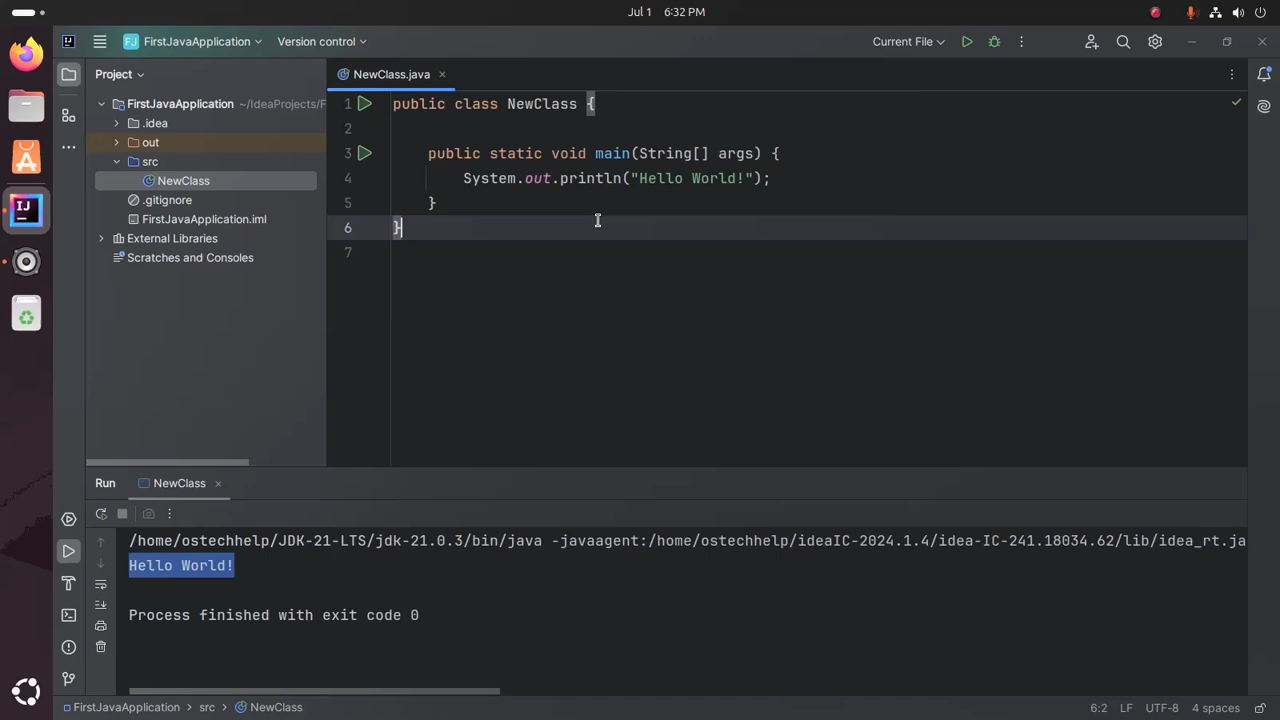 Jul 1 6:32 PM
IJ FJ FirstJavaApplication Version control Current File
Project
NewClass.java
FirstJavaApplication ~/IdeaProjects/F
.idea
out
src
NewClass
.gitignore
FirstJavaApplication.iml
External Libraries
Scratches and Consoles
1 public class NewClass {
2
3 public static void main(String[] args) {
4 System.out.println("Hello World!");
5 }
6 }
7
Run NewClass
/home/ostechhelp/JDK-21-LTS/jdk-21.0.3/bin/java -javaagent:/home/ostechhelp/ideaIC-2024.1.4/idea-IC-241.18034.62/lib/idea_rt.ja
Hello World!
Process finished with exit code 0
FirstJavaApplication > src > NewClass 6:2 LF UTF-8 4 spaces